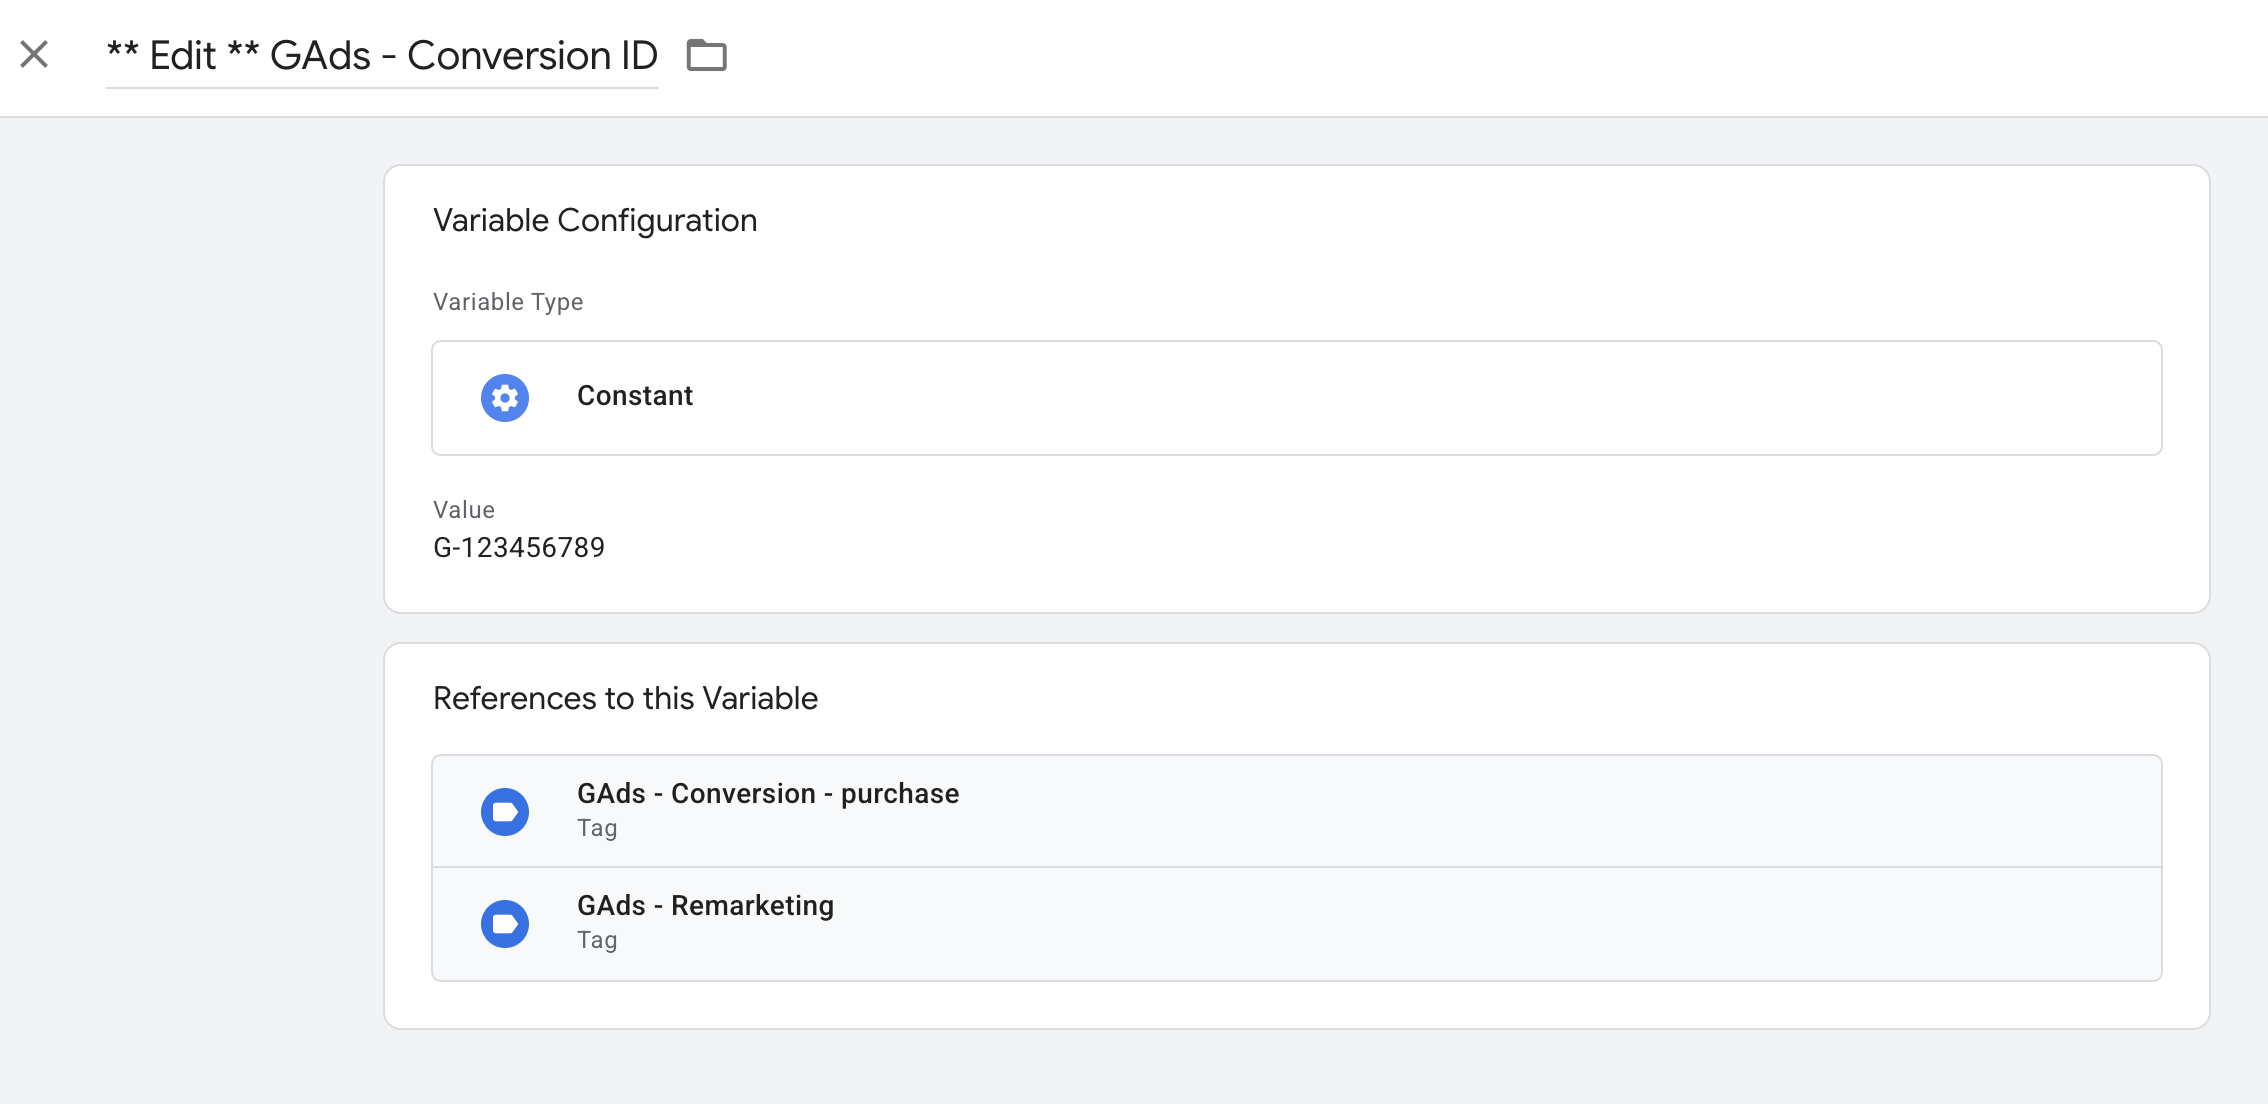 ** Edit ** GAds - Conversion ID
Variable Configuration
Variable Type
Constant
Value
G-123456789
References to this Variable
GAds - Conversion - purchase
Tag
GAds - Remarketing
Tag